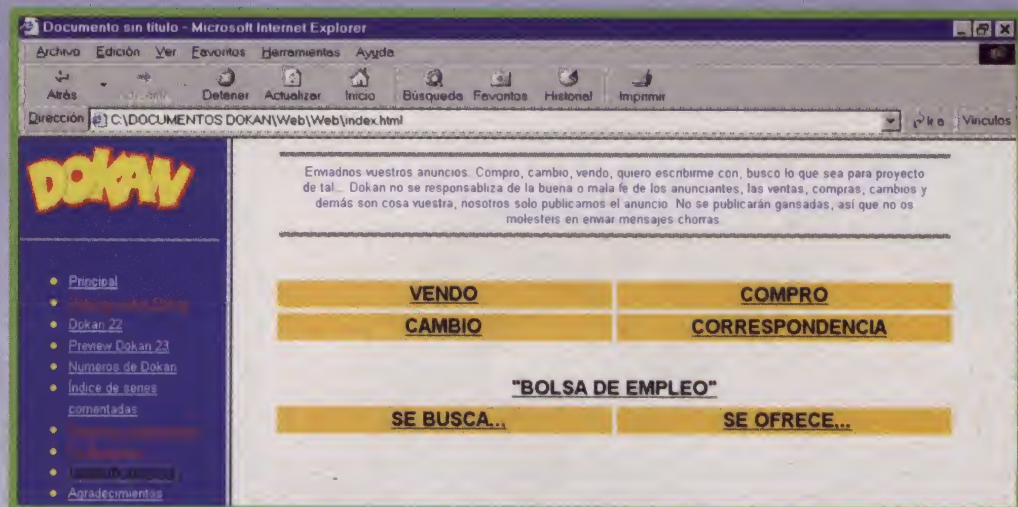 Documento sin título - Microsoft Internet Explorer
Archivo Edición Ver Favoritos Herramientas Ayuda
Atrás Detener Actualizar Inicio Búsqueda Favoritos Historial Imprimir
Dirección C:\DOCUMENTOS DOKAN\Web\Web\index.html Ir a Vínculos
DOKAN
Enviadnos vuestros anuncios. Compro, cambio, vendo, quiero escribirme con, busco lo que sea para proyecto
de tal... Dokan no se responsabliza de la buena o mala fe de los anunciantes, las ventas, compras, cambios y
demás son cosa vuestra, nosotros solo publicamos el anuncio. No se publicarán gansadas, así que no os
molesteis en enviar mensajes chorras.
Principal
Dokan 22
Preview Dokan 23
Numeros de Dokan
Índice de series
comentadas
Agradecimientos
VENDO COMPRO
CAMBIO CORRESPONDENCIA
"BOLSA DE EMPLEO"
SE BUSCA... SE OFRECE...